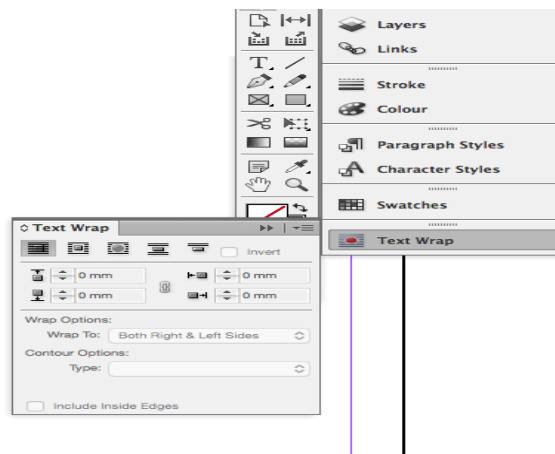 Layers
Links
Stroke
Colour
Paragraph Styles
Character Styles
Swatches
Text Wrap
Text Wrap
Invert
0 mm 0 mm
0 mm 0 mm
Wrap Options:
Wrap To: Both Right & Left Sides
Contour Options:
Type:
Include Inside Edges